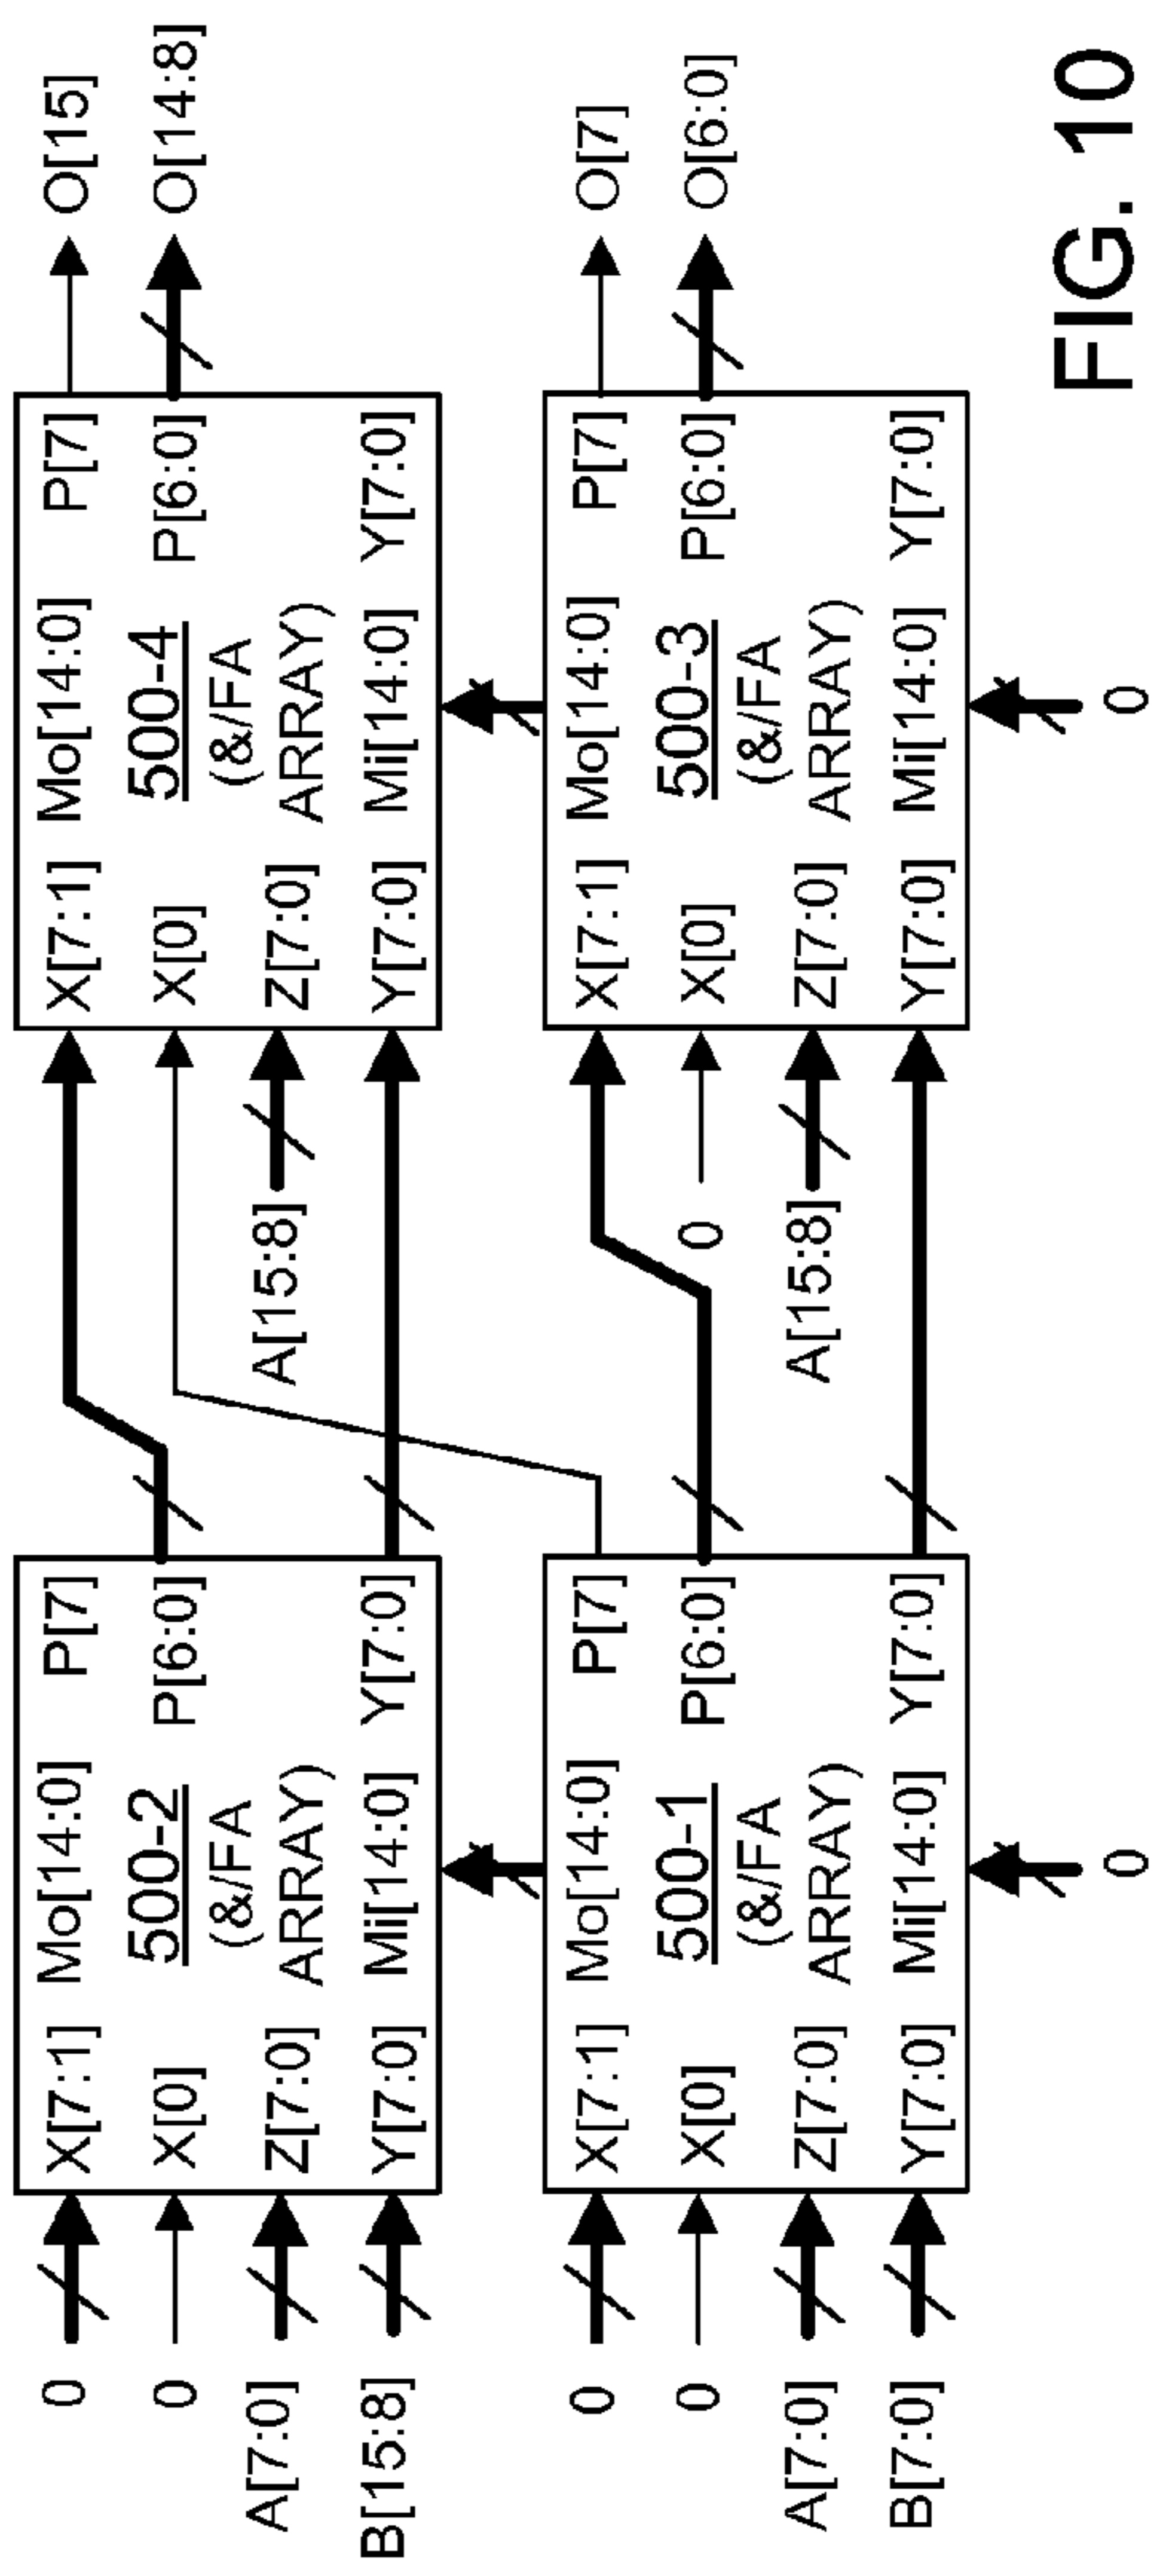 0
0
A[7:0]
B[15:8]
X[7:1]
X[0]
Z[7:0]
Y[7:0]
Mo[14:0]
500-2
(&/FA
ARRAY)
Mi[14:0]
P[7]
P[6:0]
Y[7:0]
A[15:8]
X[7:1]
X[0]
Z[7:0]
Y[7:0]
Mo[14:0]
500-4
(&/FA
ARRAY)
Mi[14:0]
P[7]
P[6:0]
Y[7:0]
O[15]
O[14:8]
0
0
A[7:0]
B[7:0]
X[7:1]
X[0]
Z[7:0]
Y[7:0]
Mo[14:0]
500-1
(&/FA
ARRAY)
Mi[14:0]
P[7]
P[6:0]
Y[7:0]
0
0
A[15:8]
X[7:1]
X[0]
Z[7:0]
Y[7:0]
Mo[14:0]
500-3
(&/FA
ARRAY)
Mi[14:0]
P[7]
P[6:0]
Y[7:0]
0
O[7]
O[6:0]
FIG. 10